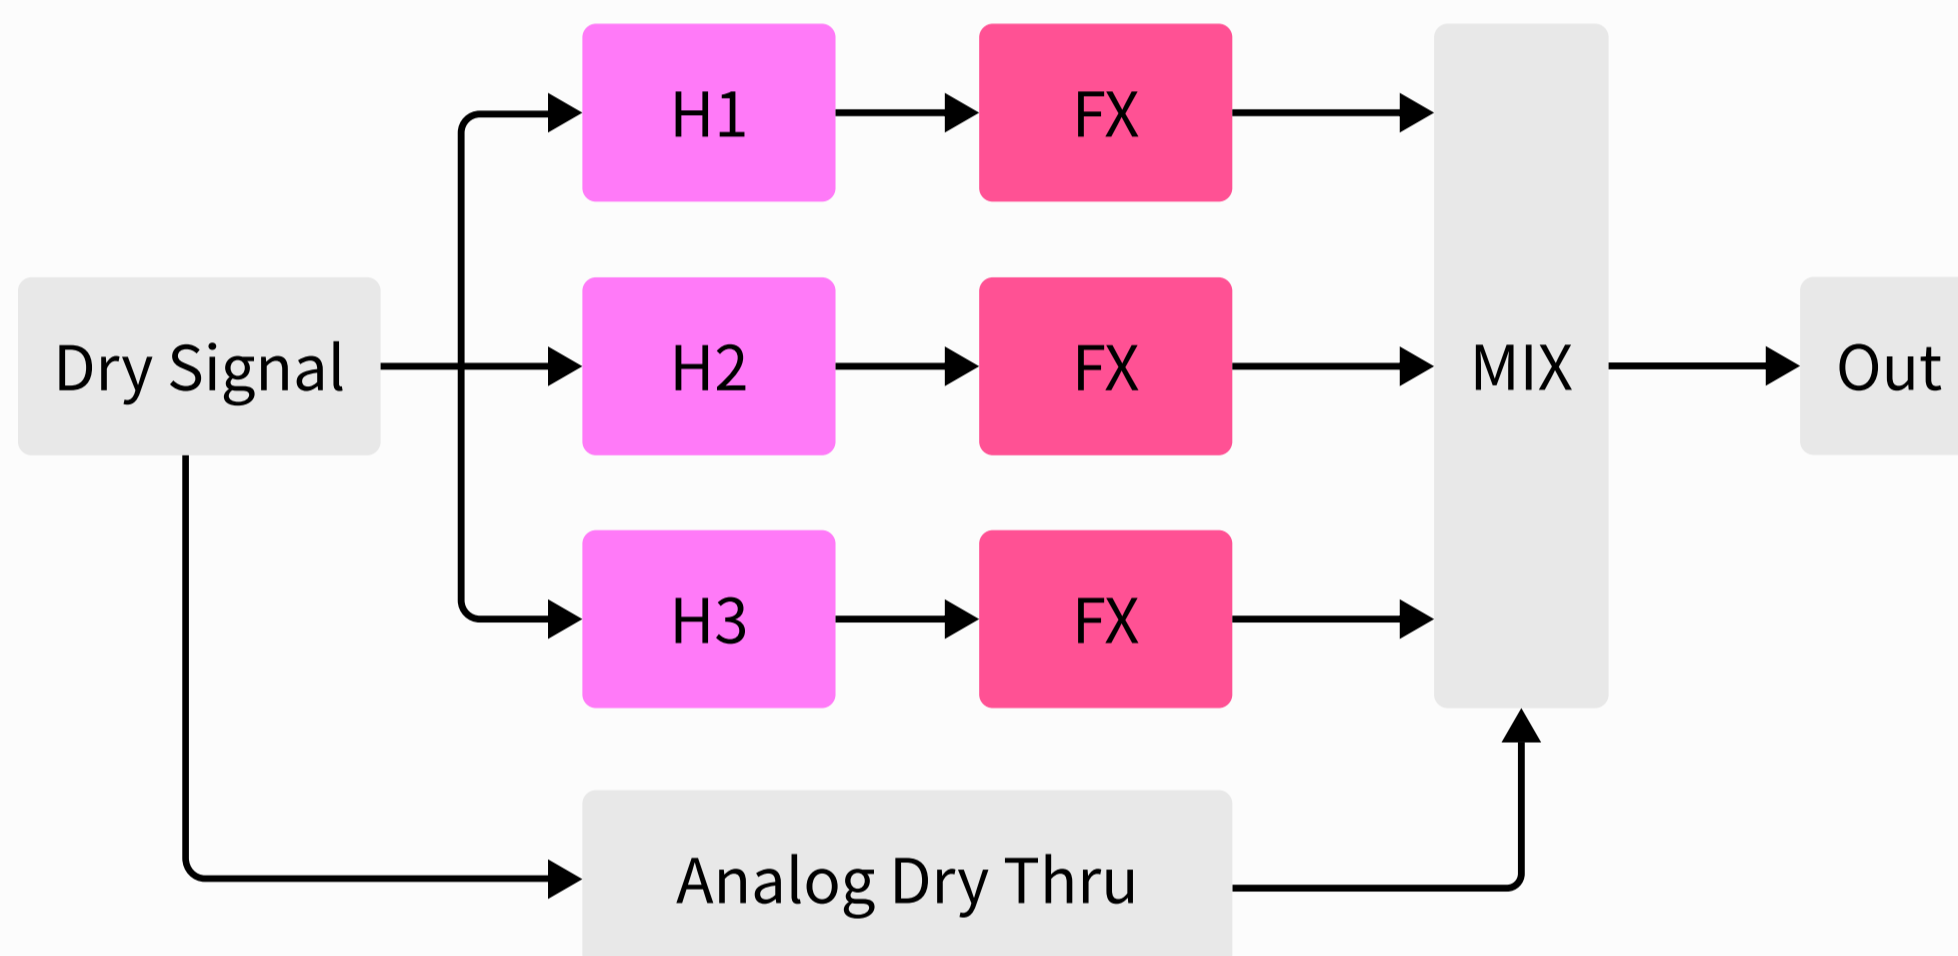 H1
FX
Dry Signal
H2
FX
MIX
Out
H3
FX
Analog Dry Thru